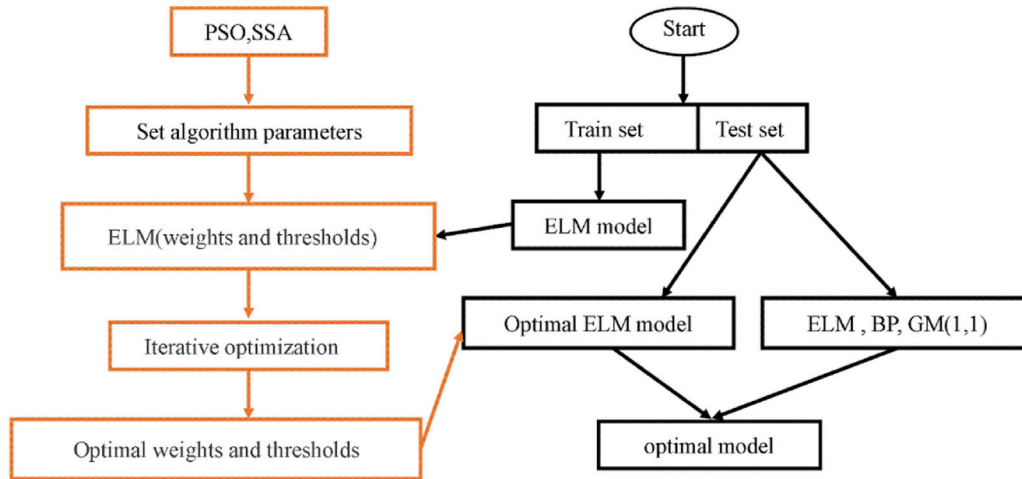 PSO,SSA
Set algorithm parameters
ELM(weights and thresholds)
Iterative optimization
Optimal weights and thresholds
Start
Train set
Test set
ELM model
Optimal ELM model
ELM , BP, GM(1,1)
optimal model